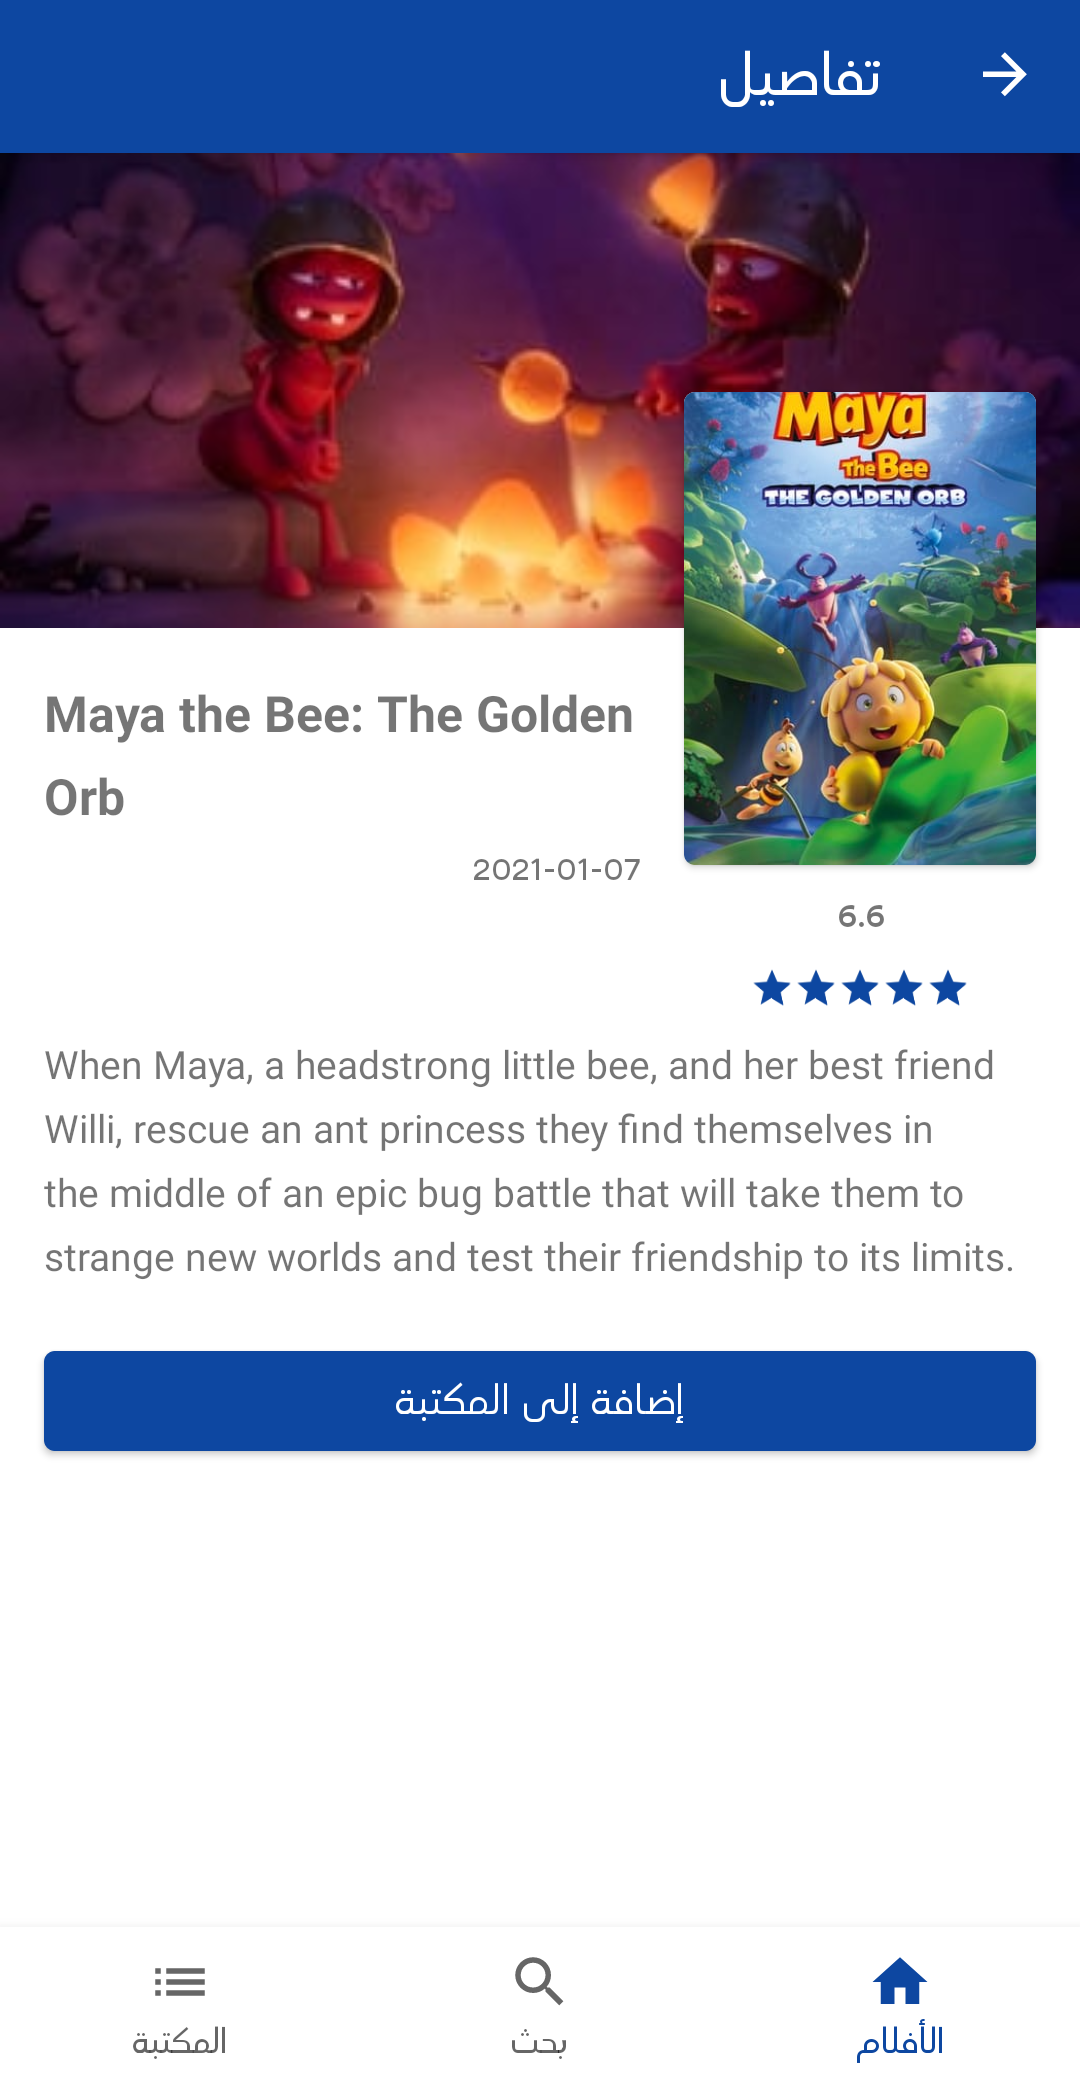 تفاصيل
Maya
The Bee
THE GOLDEN ORB
Maya the Bee: The Golden
Orb
2021-01-07
6.6
When Maya, a headstrong little bee, and her best friend
Willi, rescue an ant princess they find themselves in
the middle of an epic bug battle that will take them to
strange new worlds and test their friendship to its limits.
إضافة إلى المكتبة
الأفلام
بحث
المكتبة